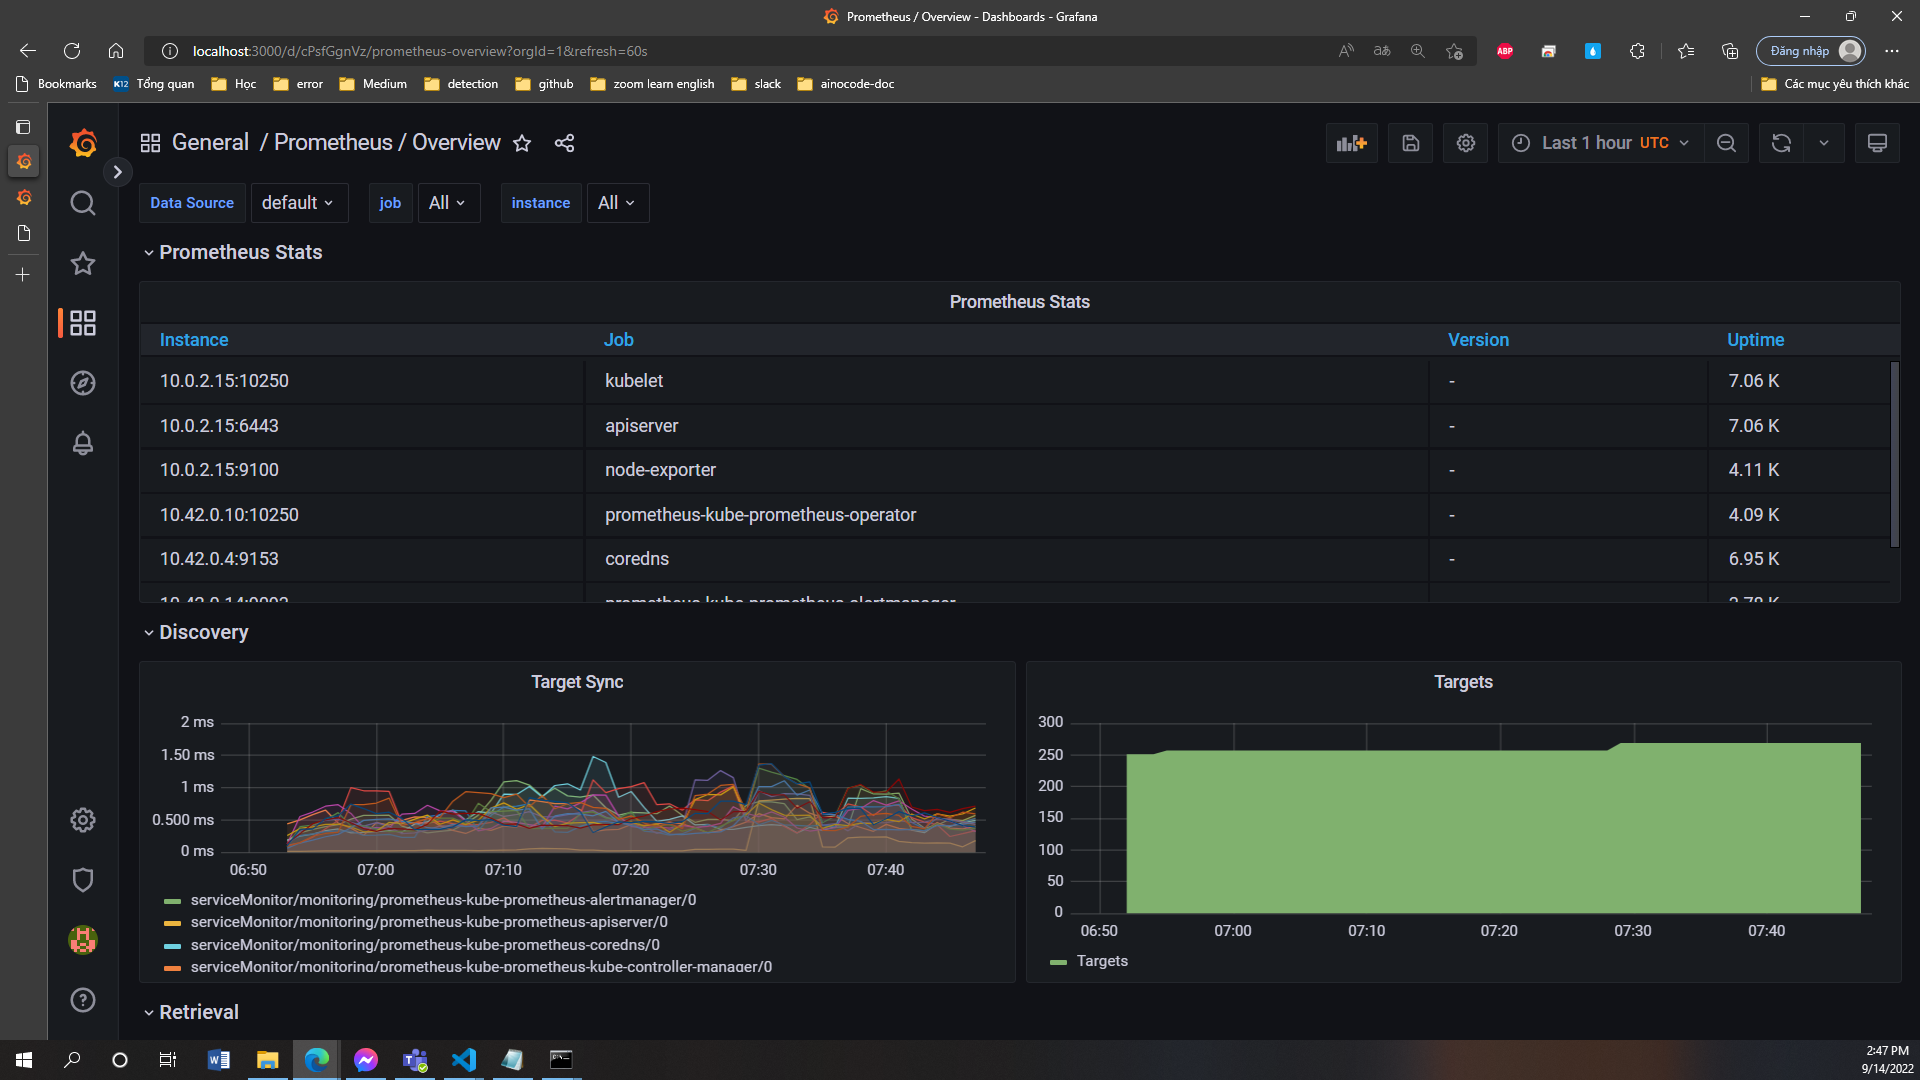 Prometheus / Overview - Dashboards - Grafana
localhost:3000/d/cPsfGgnVz/prometheus-overview?orgId=1&refresh=60s
aあ
ABP
Đăng nhập
Bookmarks
K12
Tổng quan
Học
error
Medium
detection
github
zoom learn english
slack
ainocode-doc
Các mục yêu thích khác
General / Prometheus / Overview
Last 1 hour UTC
Data Source
default
job
All
instance
All
Prometheus Stats
Prometheus Stats
Instance Job Version Uptime
10.0.2.15:10250 kubelet - 7.06 K
10.0.2.15:6443 apiserver - 7.06 K
10.0.2.15:9100 node-exporter - 4.11 K
10.42.0.10:10250 prometheus-kube-prometheus-operator - 4.09 K
10.42.0.4:9153 coredns - 6.95 K
prometheus-kube-prometheus-alertmanager
Discovery
Target Sync
2 ms
1.50 ms
1 ms
0.500 ms
0 ms
06:50 07:00 07:10 07:20 07:30 07:40
serviceMonitor/monitoring/prometheus-kube-prometheus-alertmanager/0
serviceMonitor/monitoring/prometheus-kube-prometheus-apiserver/0
serviceMonitor/monitoring/prometheus-kube-prometheus-coredns/0
serviceMonitor/monitoring/prometheus-kube-prometheus-kube-controller-manager/0
Targets
300
250
200
150
100
50
0
06:50 07:00 07:10 07:20 07:30 07:40
Targets
Retrieval
2:47 PM
9/14/2022